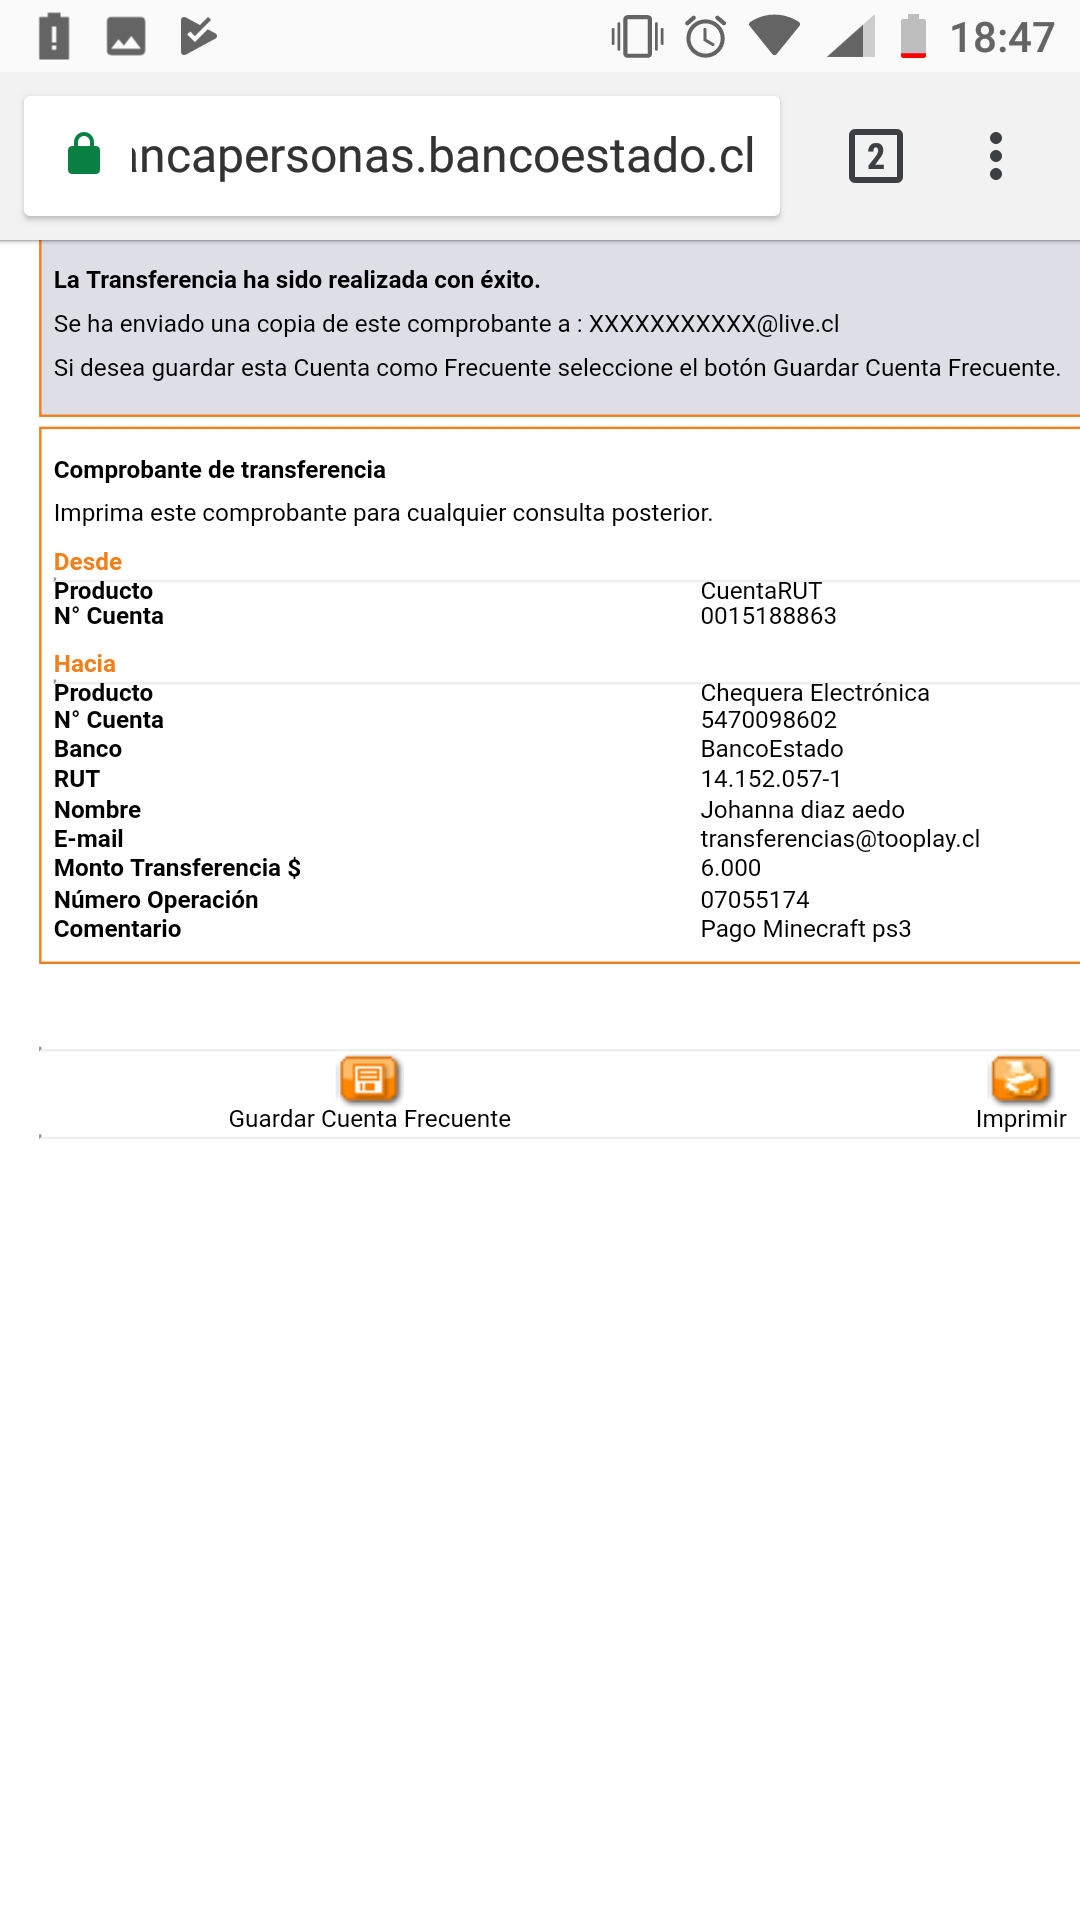 18:47
ancapersonas.bancoestado.cl
2
La Transferencia ha sido realizada con éxito.
Se ha enviado una copia de este comprobante a : XXXXXXXXXXX@live.cl
Si desea guardar esta Cuenta como Frecuente seleccione el botón Guardar Cuenta Frecuente.
Comprobante de transferencia
Imprima este comprobante para cualquier consulta posterior.
Desde
Producto CuentaRUT
N° Cuenta 0015188863
Hacia
Producto Chequera Electrónica
N° Cuenta 5470098602
Banco BancoEstado
RUT 14.152.057-1
Nombre Johanna diaz aedo
E-mail transferencias@tooplay.cl
Monto Transferencia $ 6.000
Número Operación 07055174
Comentario Pago Minecraft ps3
Guardar Cuenta Frecuente Imprimir